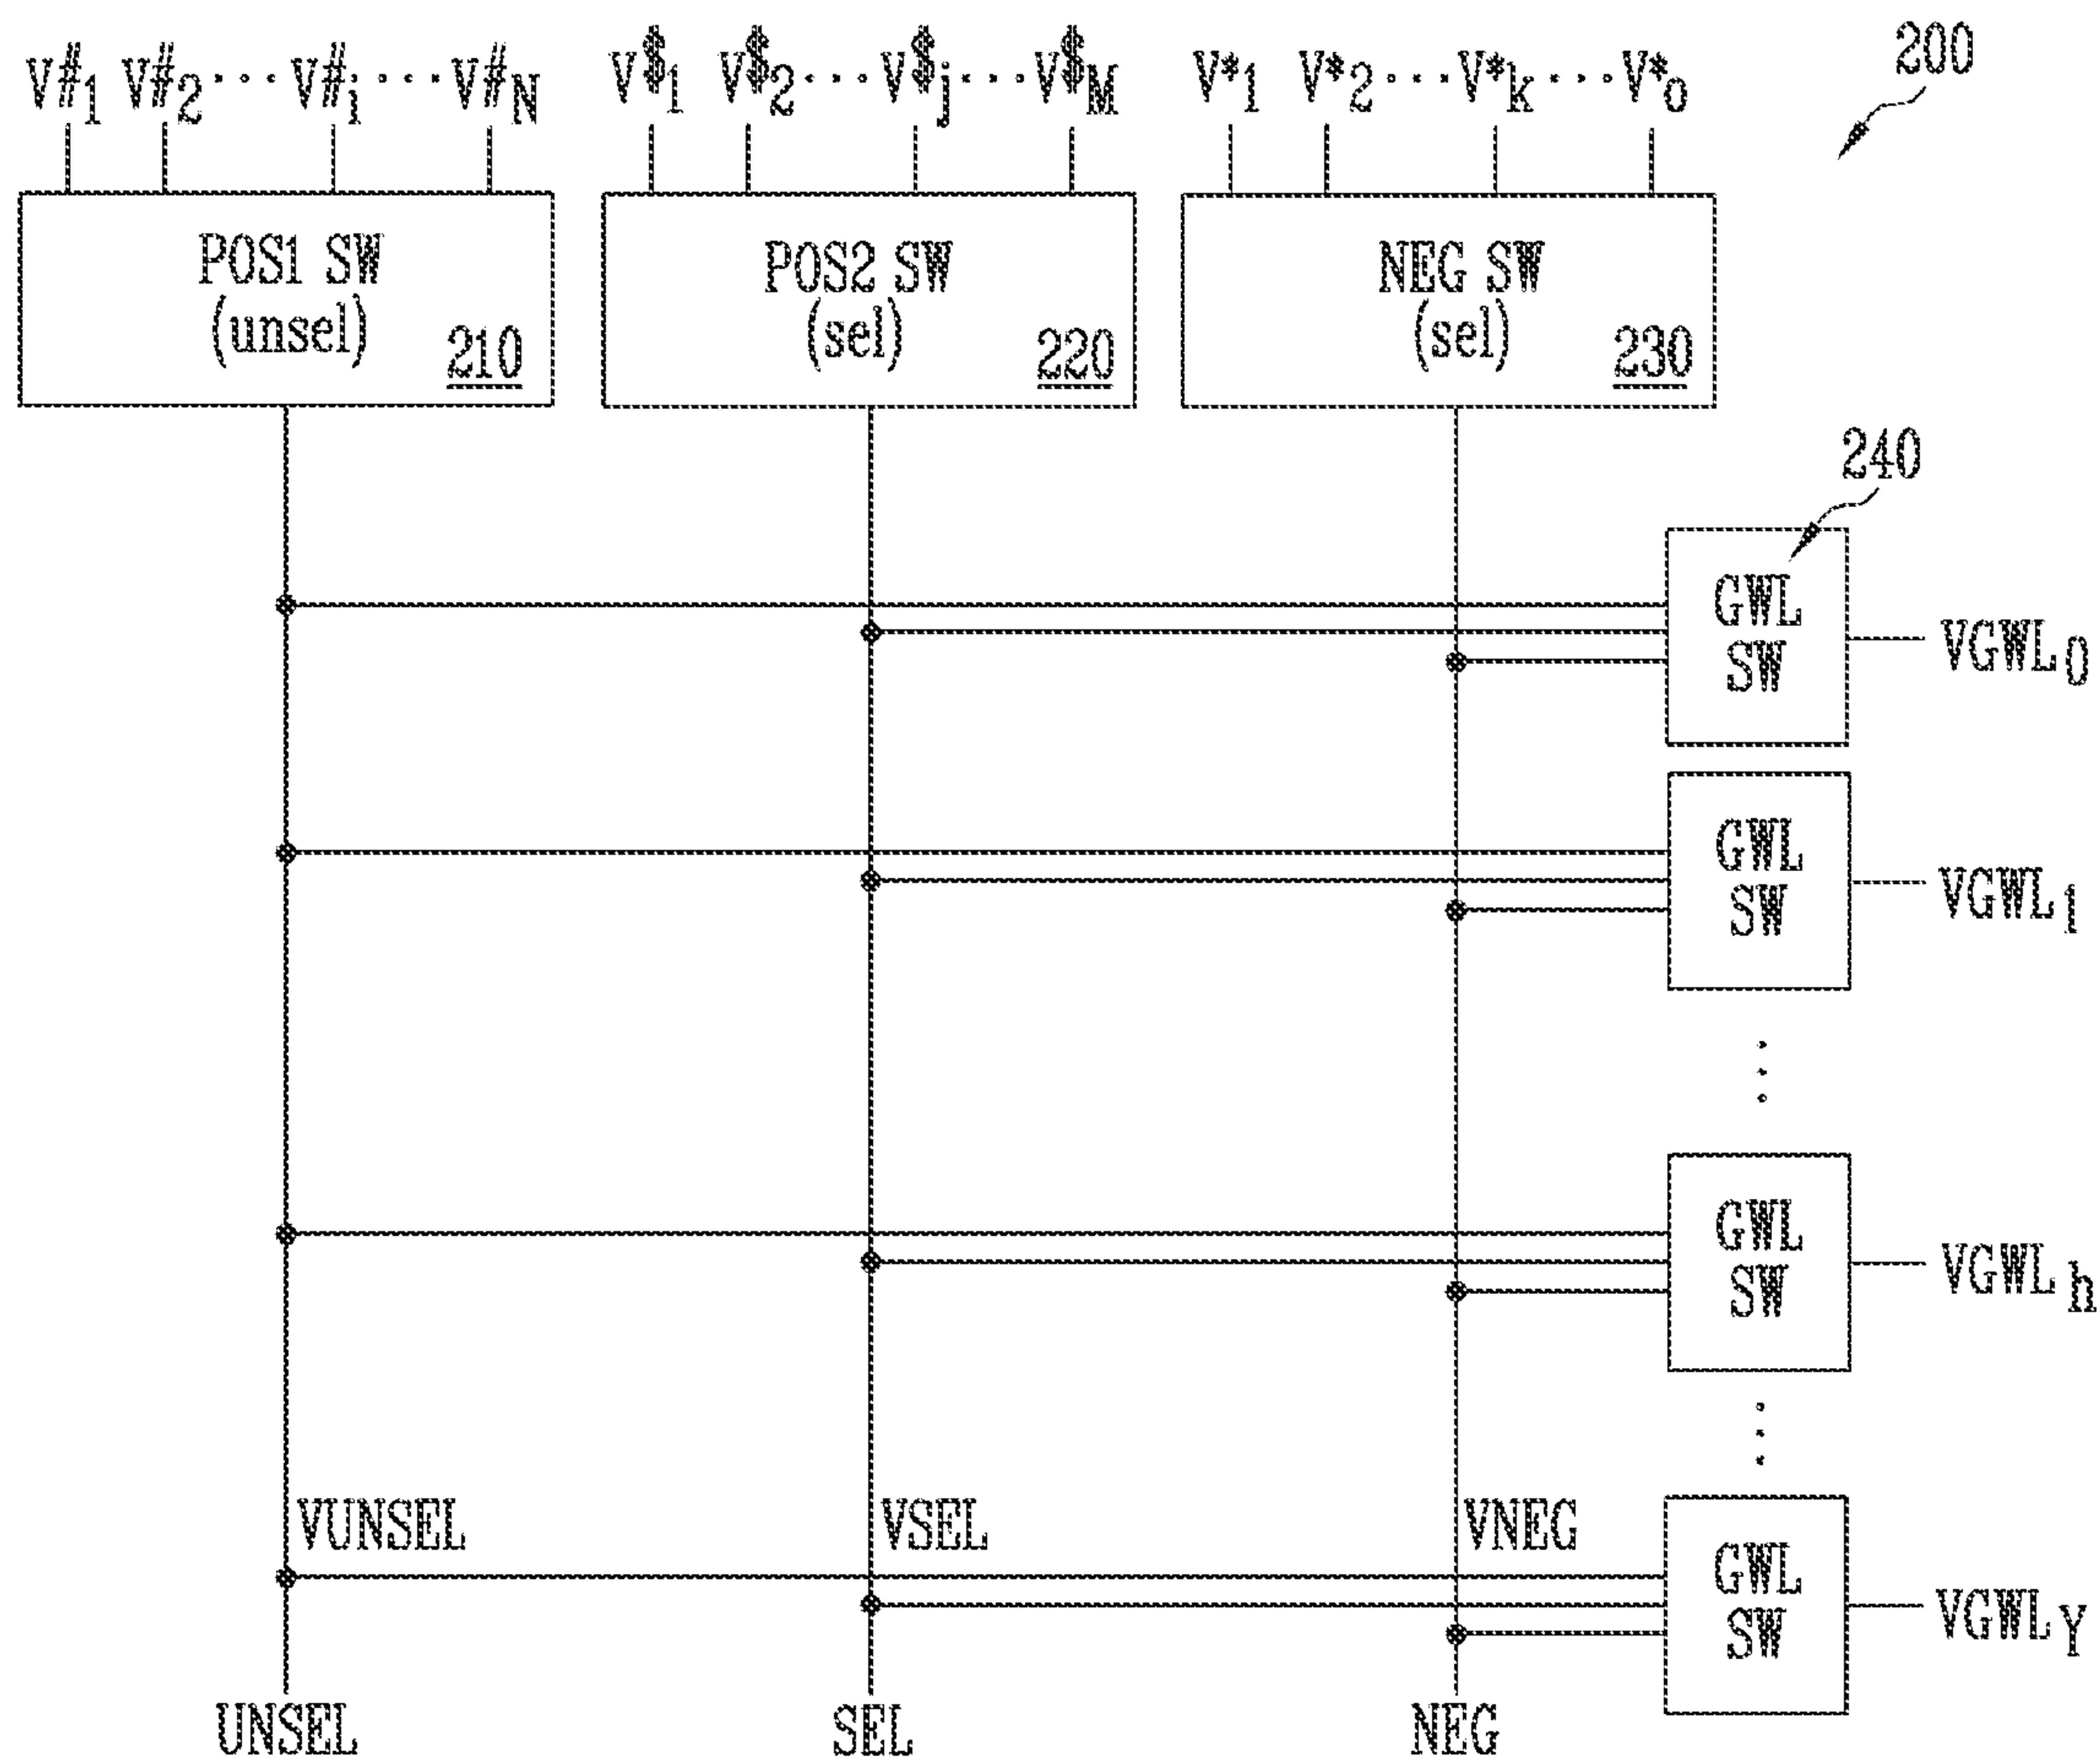 200
V#1 V#2 ··· V#i ··· V#N
V$1 V$2 ··· V$j ··· V$M
V*1 V*2 ··· V*k ··· V*o
POS1 SW
(unsel)
210
POS2 SW
(sel)
220
NEG SW
(sel)
230
240
GWL
SW
VGWL0
GWL
SW
VGWL1
GWL
SW
VGWLh
VUNSEL
VSEL
VNEG
GWL
SW
VGWLY
UNSEL
SEL
NEG